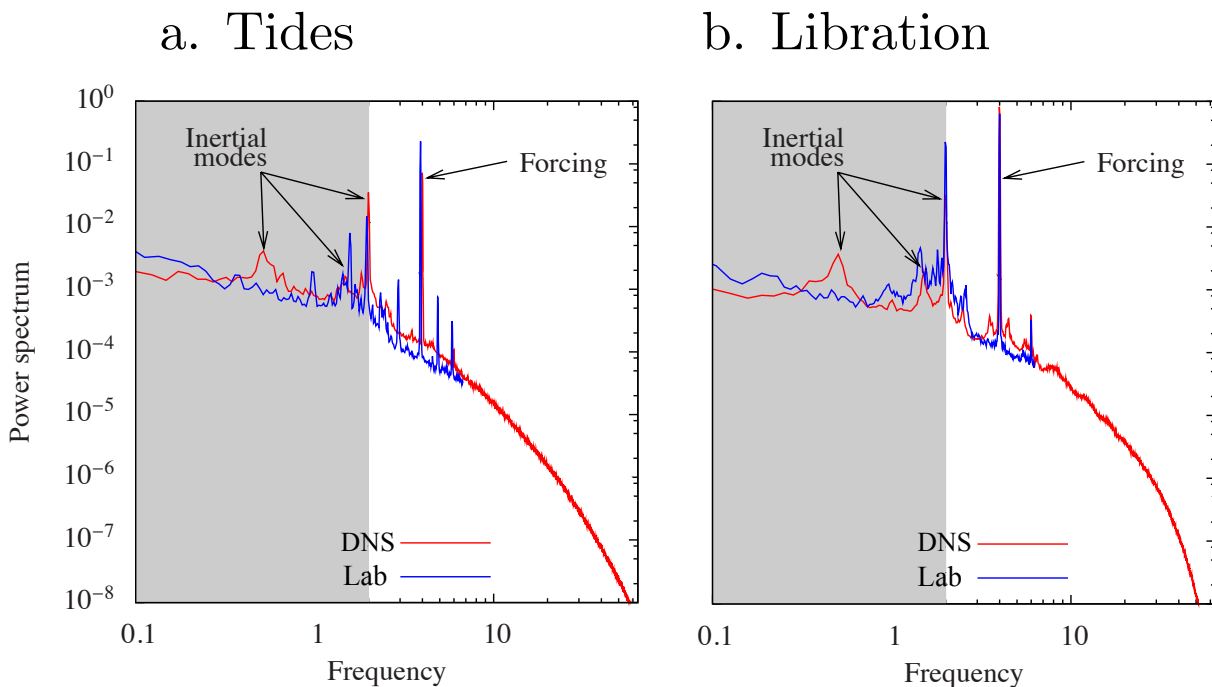 a. Tides
b. Libration
Power spectrum
10^0
10^-1
10^-2
10^-3
10^-4
10^-5
10^-6
10^-7
10^-8
Inertial
modes
Forcing
DNS
Lab
0.1
1
10
Frequency
Inertial
modes
Forcing
DNS
Lab
0.1
1
10
Frequency